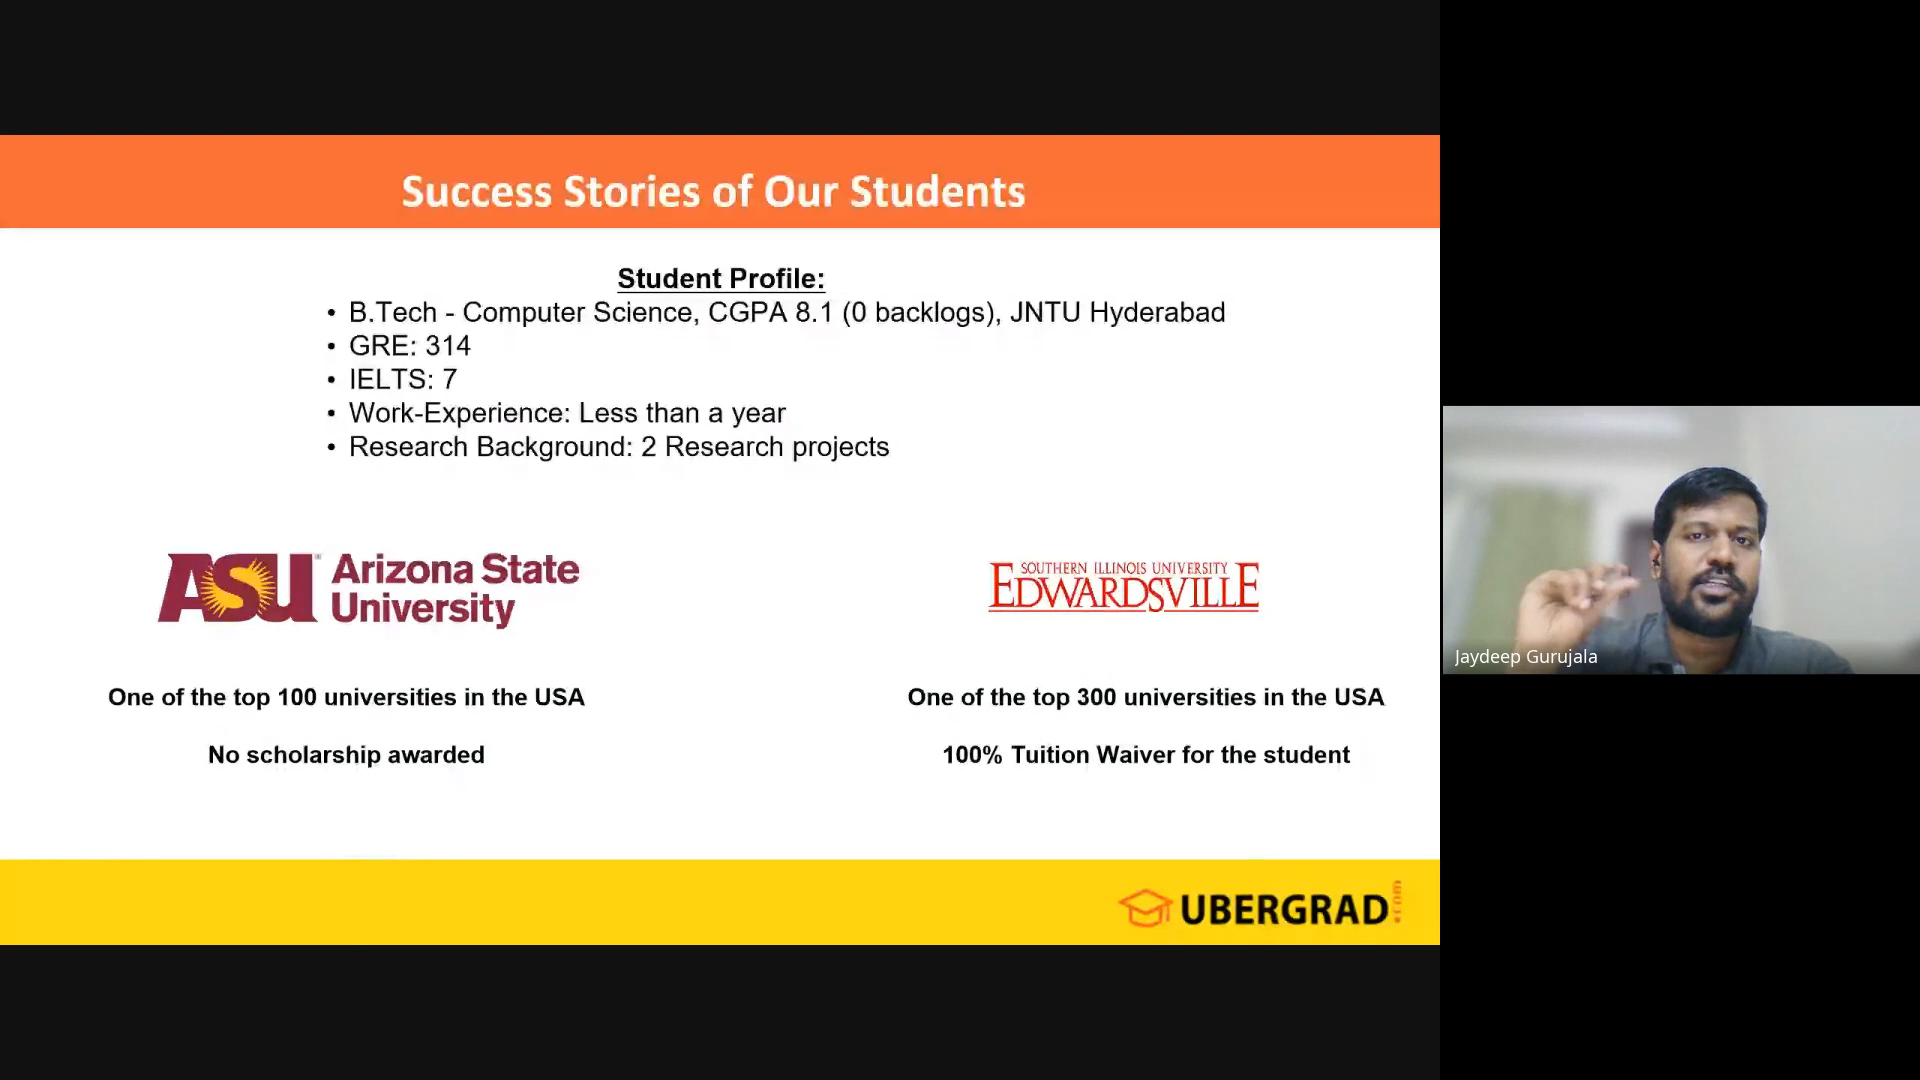 Success Stories of Our Students
Student Profile:
• B.Tech - Computer Science, CGPA 8.1 (0 backlogs), JNTU Hyderabad
• GRE: 314
• IELTS: 7
• Work-Experience: Less than a year
• Research Background: 2 Research projects
ASU Arizona State University
SOUTHERN ILLINOIS UNIVERSITY
EDWARDSVILLE
One of the top 100 universities in the USA
No scholarship awarded
One of the top 300 universities in the USA
100% Tuition Waiver for the student
UBERGRAD.com
Jaydeep Gurujala